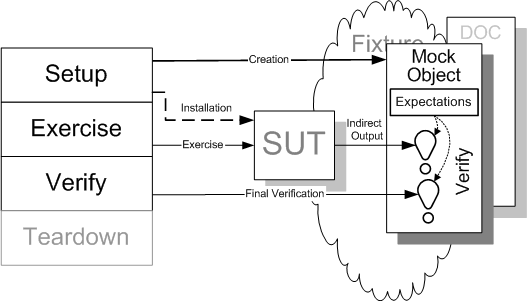 Setup
Exercise
Verify
Teardown
Creation
Installation
Exercise
Final Verification
SUT
Indirect
Output
Fixture
DOC
Mock
Object
Expectations
Verify